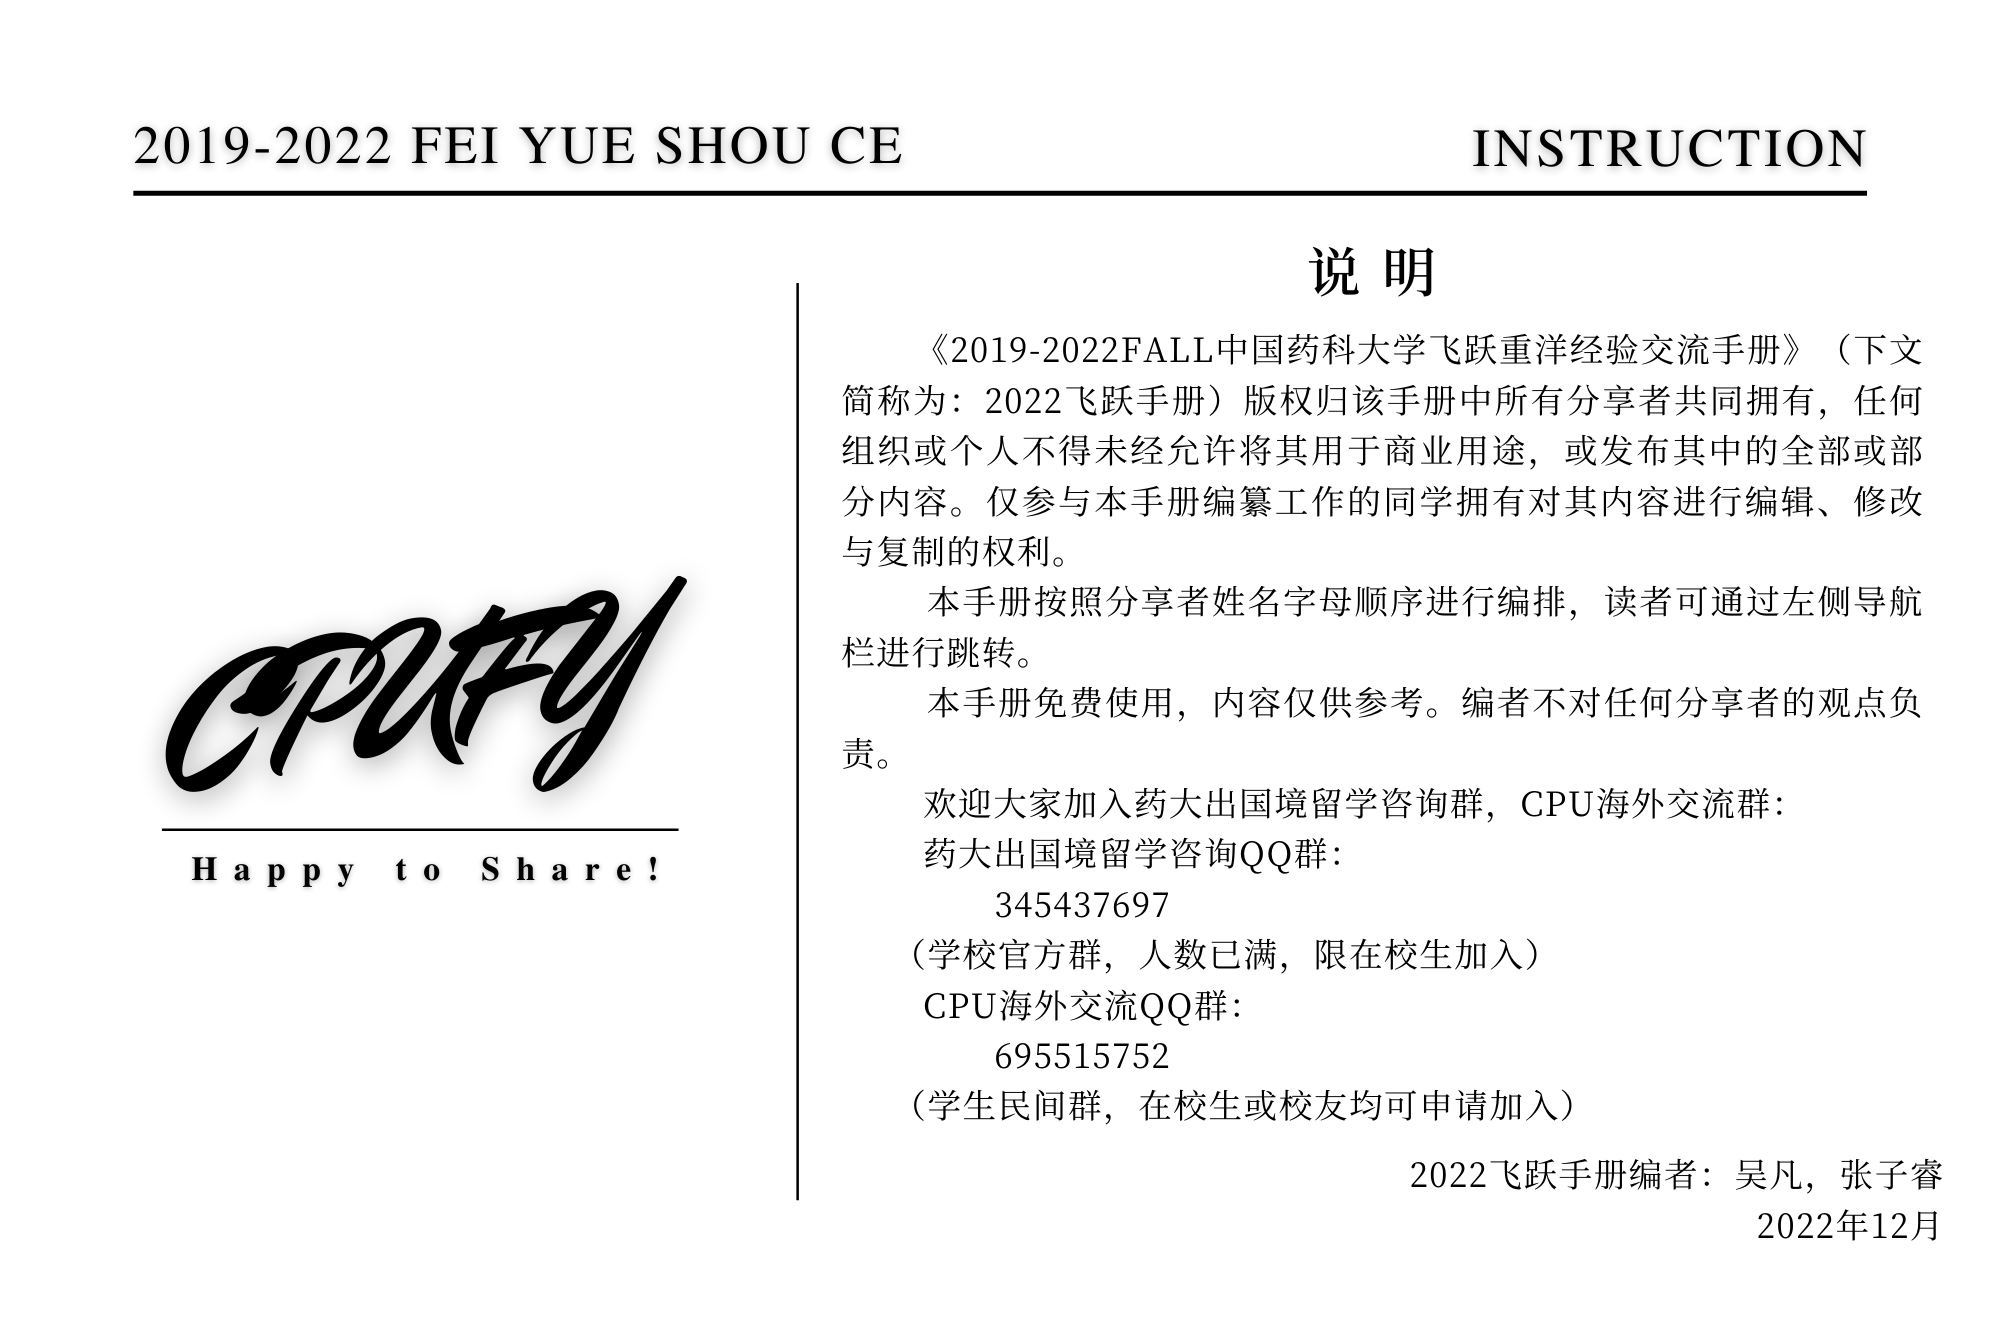 2019-2022 FEI YUE SHOU CE
INSTRUCTION
CPUFY
Happy to Share!
说 明
《2019-2022FALL中国药科大学飞跃重洋经验交流手册》（下文
简称为：2022飞跃手册）版权归该手册中所有分享者共同拥有，任何
组织或个人不得未经允许将其用于商业用途，或发布其中的全部或部
分内容。仅参与本手册编纂工作的同学拥有对其内容进行编辑、修改
与复制的权利。
本手册按照分享者姓名字母顺序进行编排，读者可通过左侧导航
栏进行跳转。
本手册免费使用，内容仅供参考。编者不对任何分享者的观点负
责。
欢迎大家加入药大出国境留学咨询群，CPU海外交流群：
药大出国境留学咨询QQ群：
345437697
（学校官方群，人数已满，限在校生加入）
CPU海外交流QQ群：
695515752
（学生民间群，在校生或校友均可申请加入）
2022飞跃手册编者：吴凡，张子睿
2022年12月